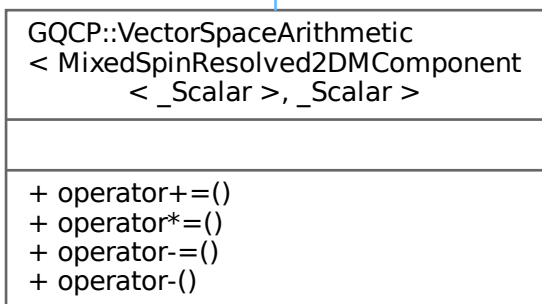 GQCP::VectorSpaceArithmetic
< MixedSpinResolved2DMComponent
< _Scalar >, _Scalar >
+ operator+=()
+ operator*=()
+ operator-=()
+ operator-()